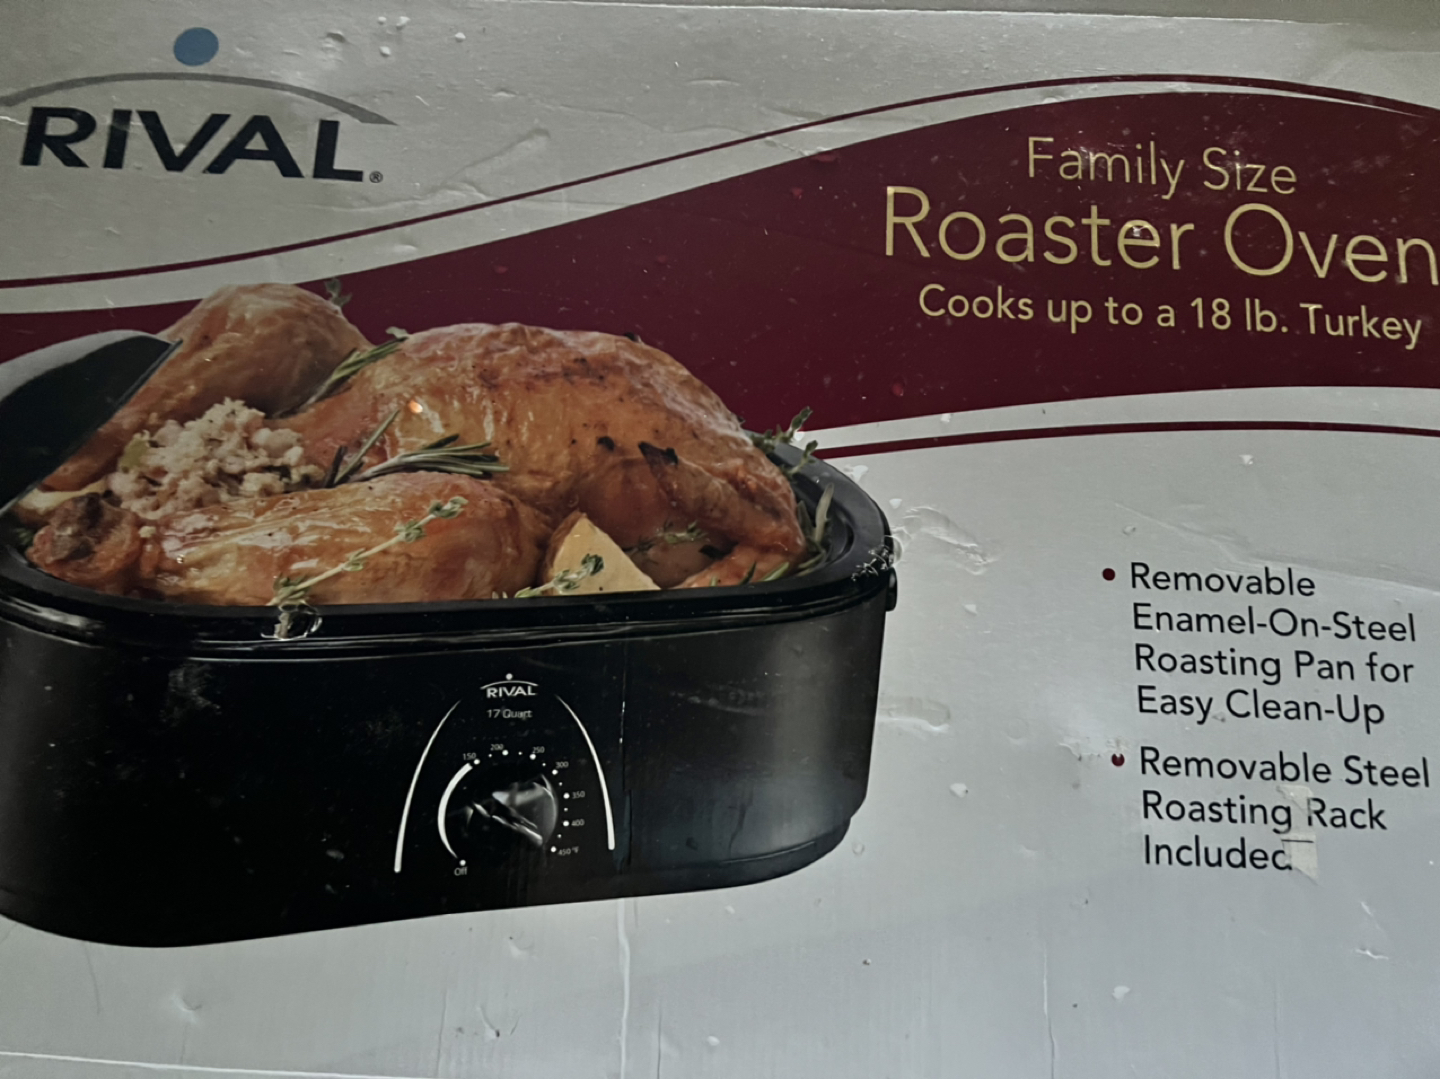 RIVAL®
Family Size
Roaster Oven
Cooks up to a 18 lb. Turkey
• Removable
Enamel-On-Steel
Roasting Pan for
Easy Clean-Up
• Removable Steel
Roasting Rack
Included
RIVAL
17 Quart
150
200
250
300
350
400
450°F
Off